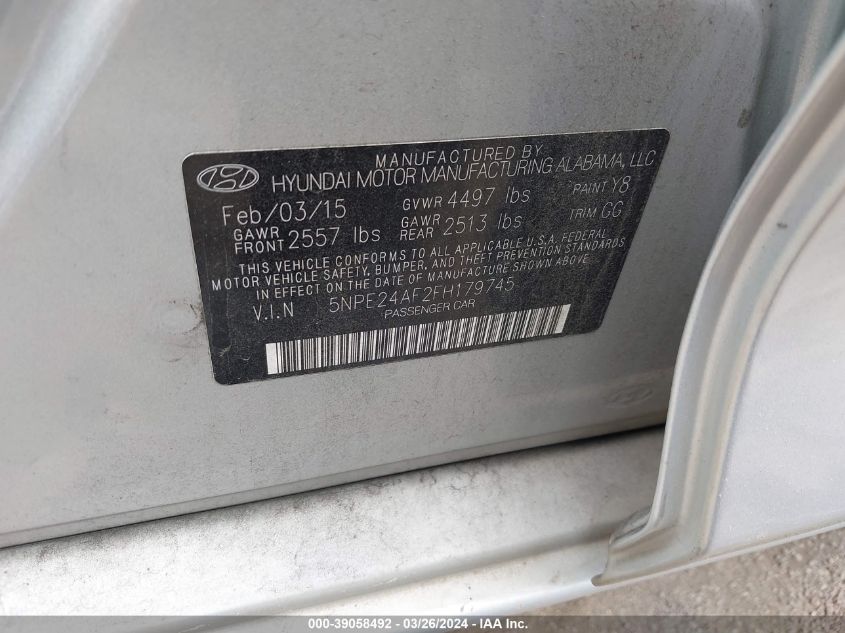 MANUFACTURED BY
HYUNDAI MOTOR MANUFACTURING ALABAMA, LLC
Feb/03/15 GVWR 4497 lbs PAINT Y8
GAWR FRONT 2557 lbs GAWR REAR 2513 lbs TRIM GG
THIS VEHICLE CONFORMS TO ALL APPLICABLE U.S.A. FEDERAL
MOTOR VEHICLE SAFETY, BUMPER, AND THEFT PREVENTION STANDARDS
IN EFFECT ON THE DATE OF MANUFACTURE SHOWN ABOVE
V.I.N 5NPE24AF2FH179745
PASSENGER CAR
000-39058492 - 03/26/2024 - © IAA Inc.